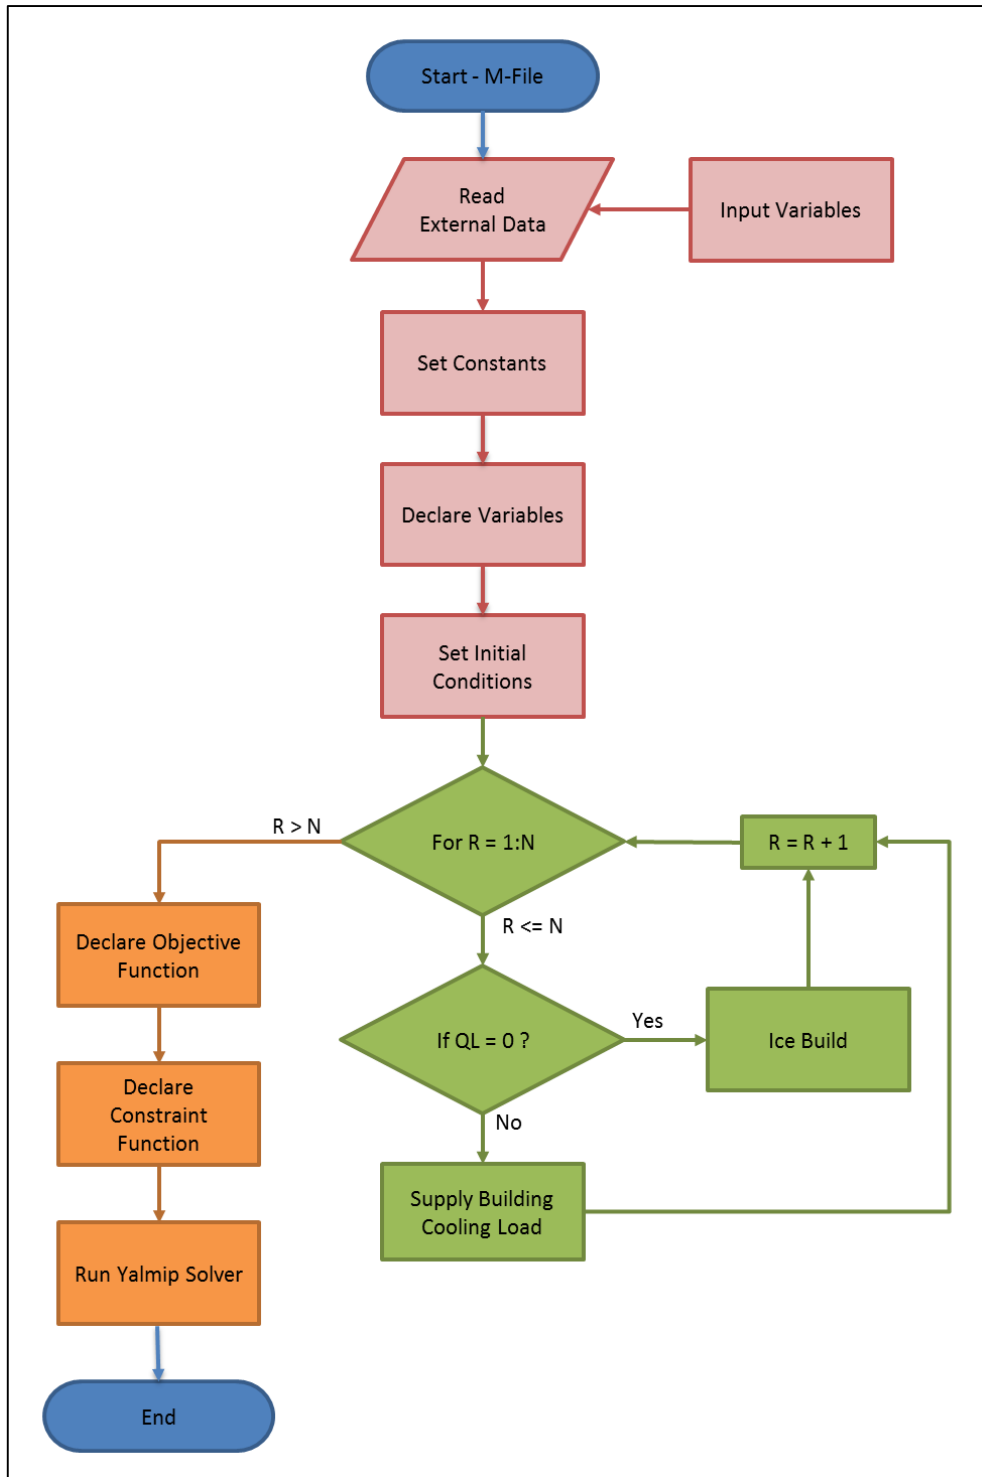 Start - M-File
Read
External Data
Input Variables
Set Constants
Declare Variables
Set Initial
Conditions
For R = 1:N
R > N
R <= N
R = R + 1
Declare Objective
Function
If QL = 0 ?
Yes
Ice Build
No
Declare
Constraint
Function
Supply Building
Cooling Load
Run Yalmip Solver
End